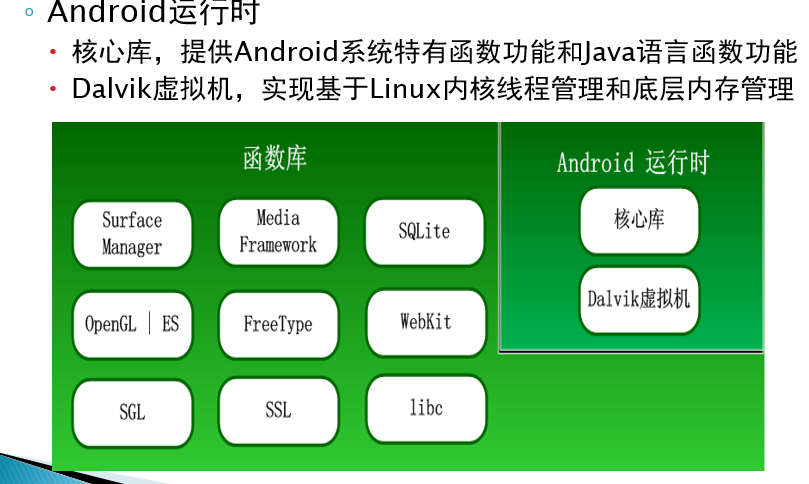 Android运行时
核心库，提供Android系统特有函数功能和Java语言函数功能
Dalvik虚拟机，实现基于Linux内核线程管理和底层内存管理
函数库
Surface
Manager
Media
Framework
SQLite
OpenGL | ES
FreeType
WebKit
SGL
SSL
libc
Android 运行时
核心库
Dalvik虚拟机